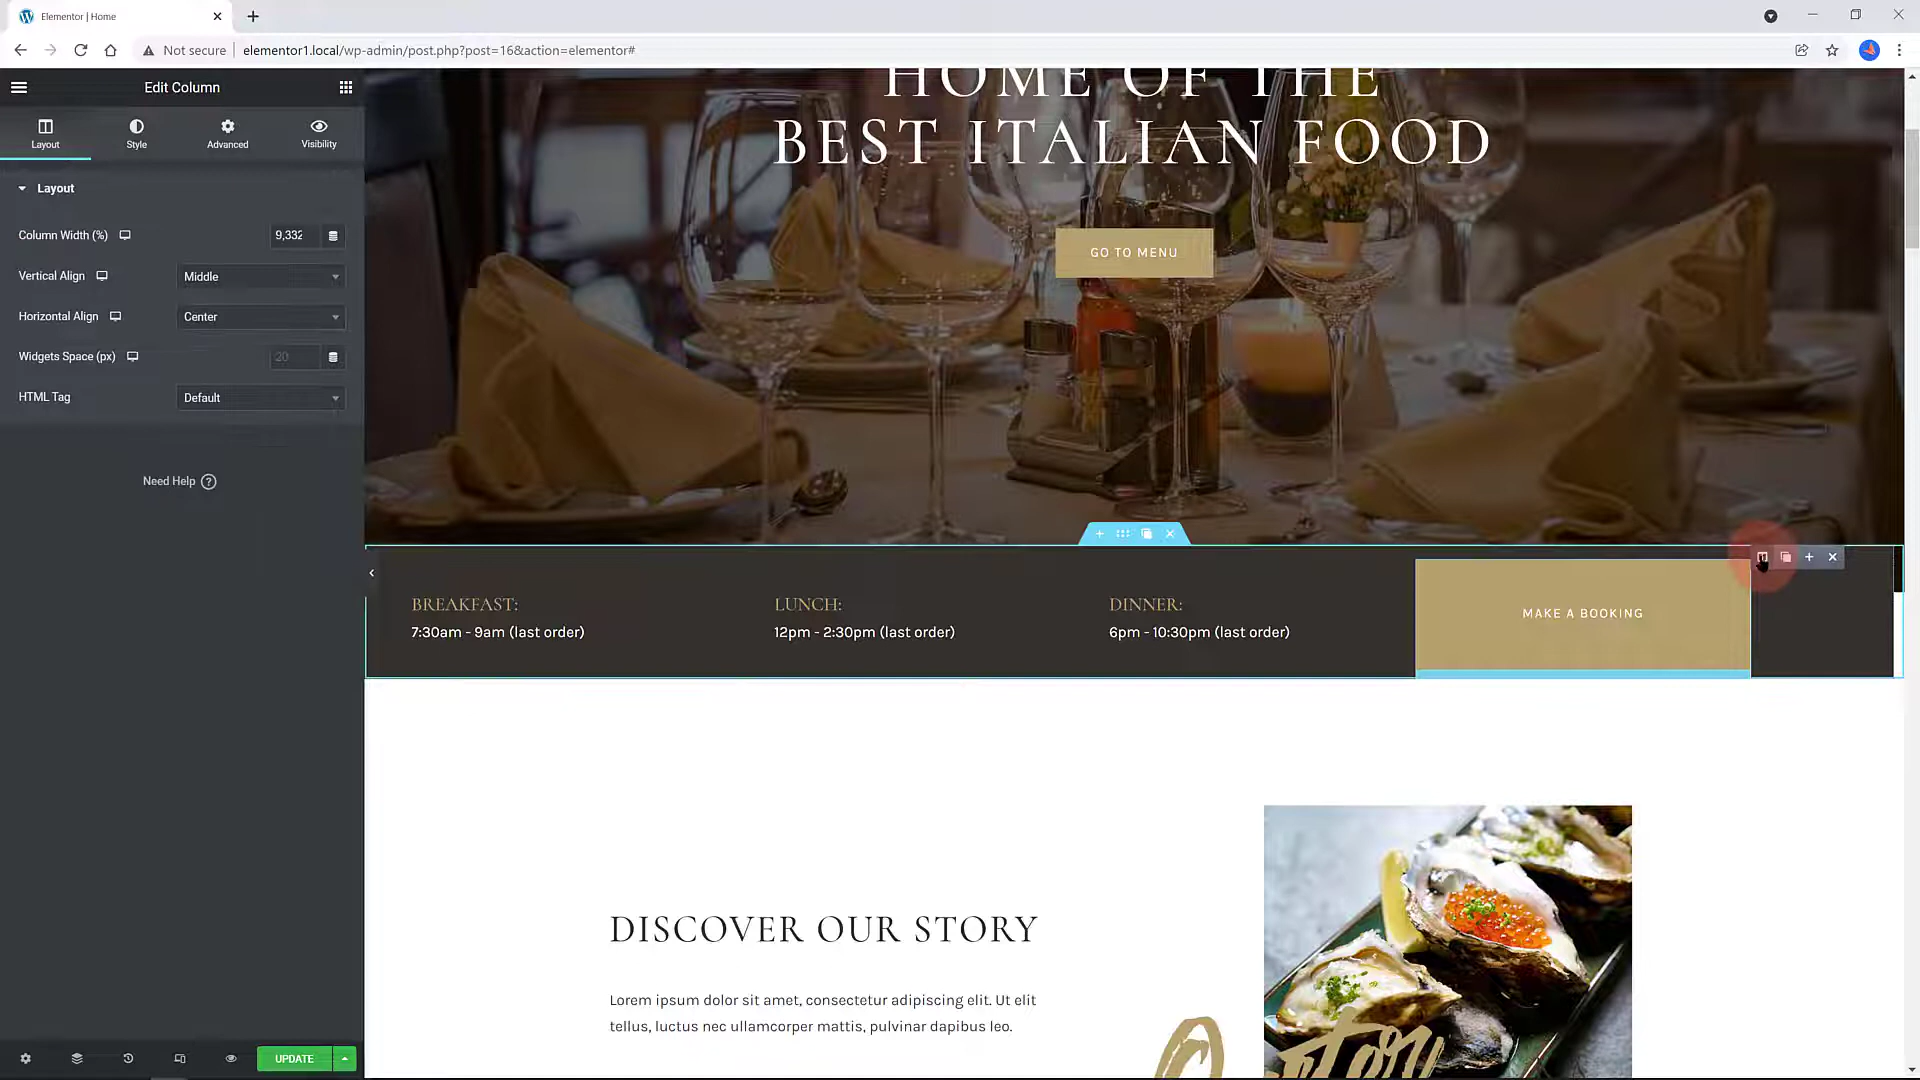 Elementor | Home
Not secure
elementor1.local/wp-admin/post.php?post=16&action=elementor#
Edit Column
Layout
Style
Advanced
Visibility
Layout
Column Width (%)
9,332
Vertical Align
Middle
Horizontal Align
Center
Widgets Space (px)
20
HTML Tag
Default
Need Help
UPDATE
HOME OF THE
BEST ITALIAN FOOD
GO TO MENU
BREAKFAST:
7:30am - 9am (last order)
LUNCH:
12pm - 2:30pm (last order)
DINNER:
6pm - 10:30pm (last order)
MAKE A BOOKING
DISCOVER OUR STORY
Lorem ipsum dolor sit amet, consectetur adipiscing elit. Ut elit
tellus, luctus nec ullamcorper mattis, pulvinar dapibus leo.